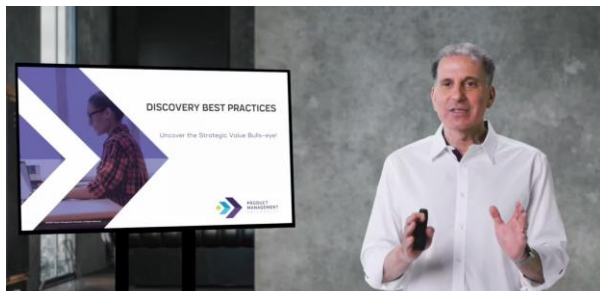 DISCOVERY BEST PRACTICES
Uncover the Strategic Value Bulls-eye!
PRODUCT
MANAGEMENT